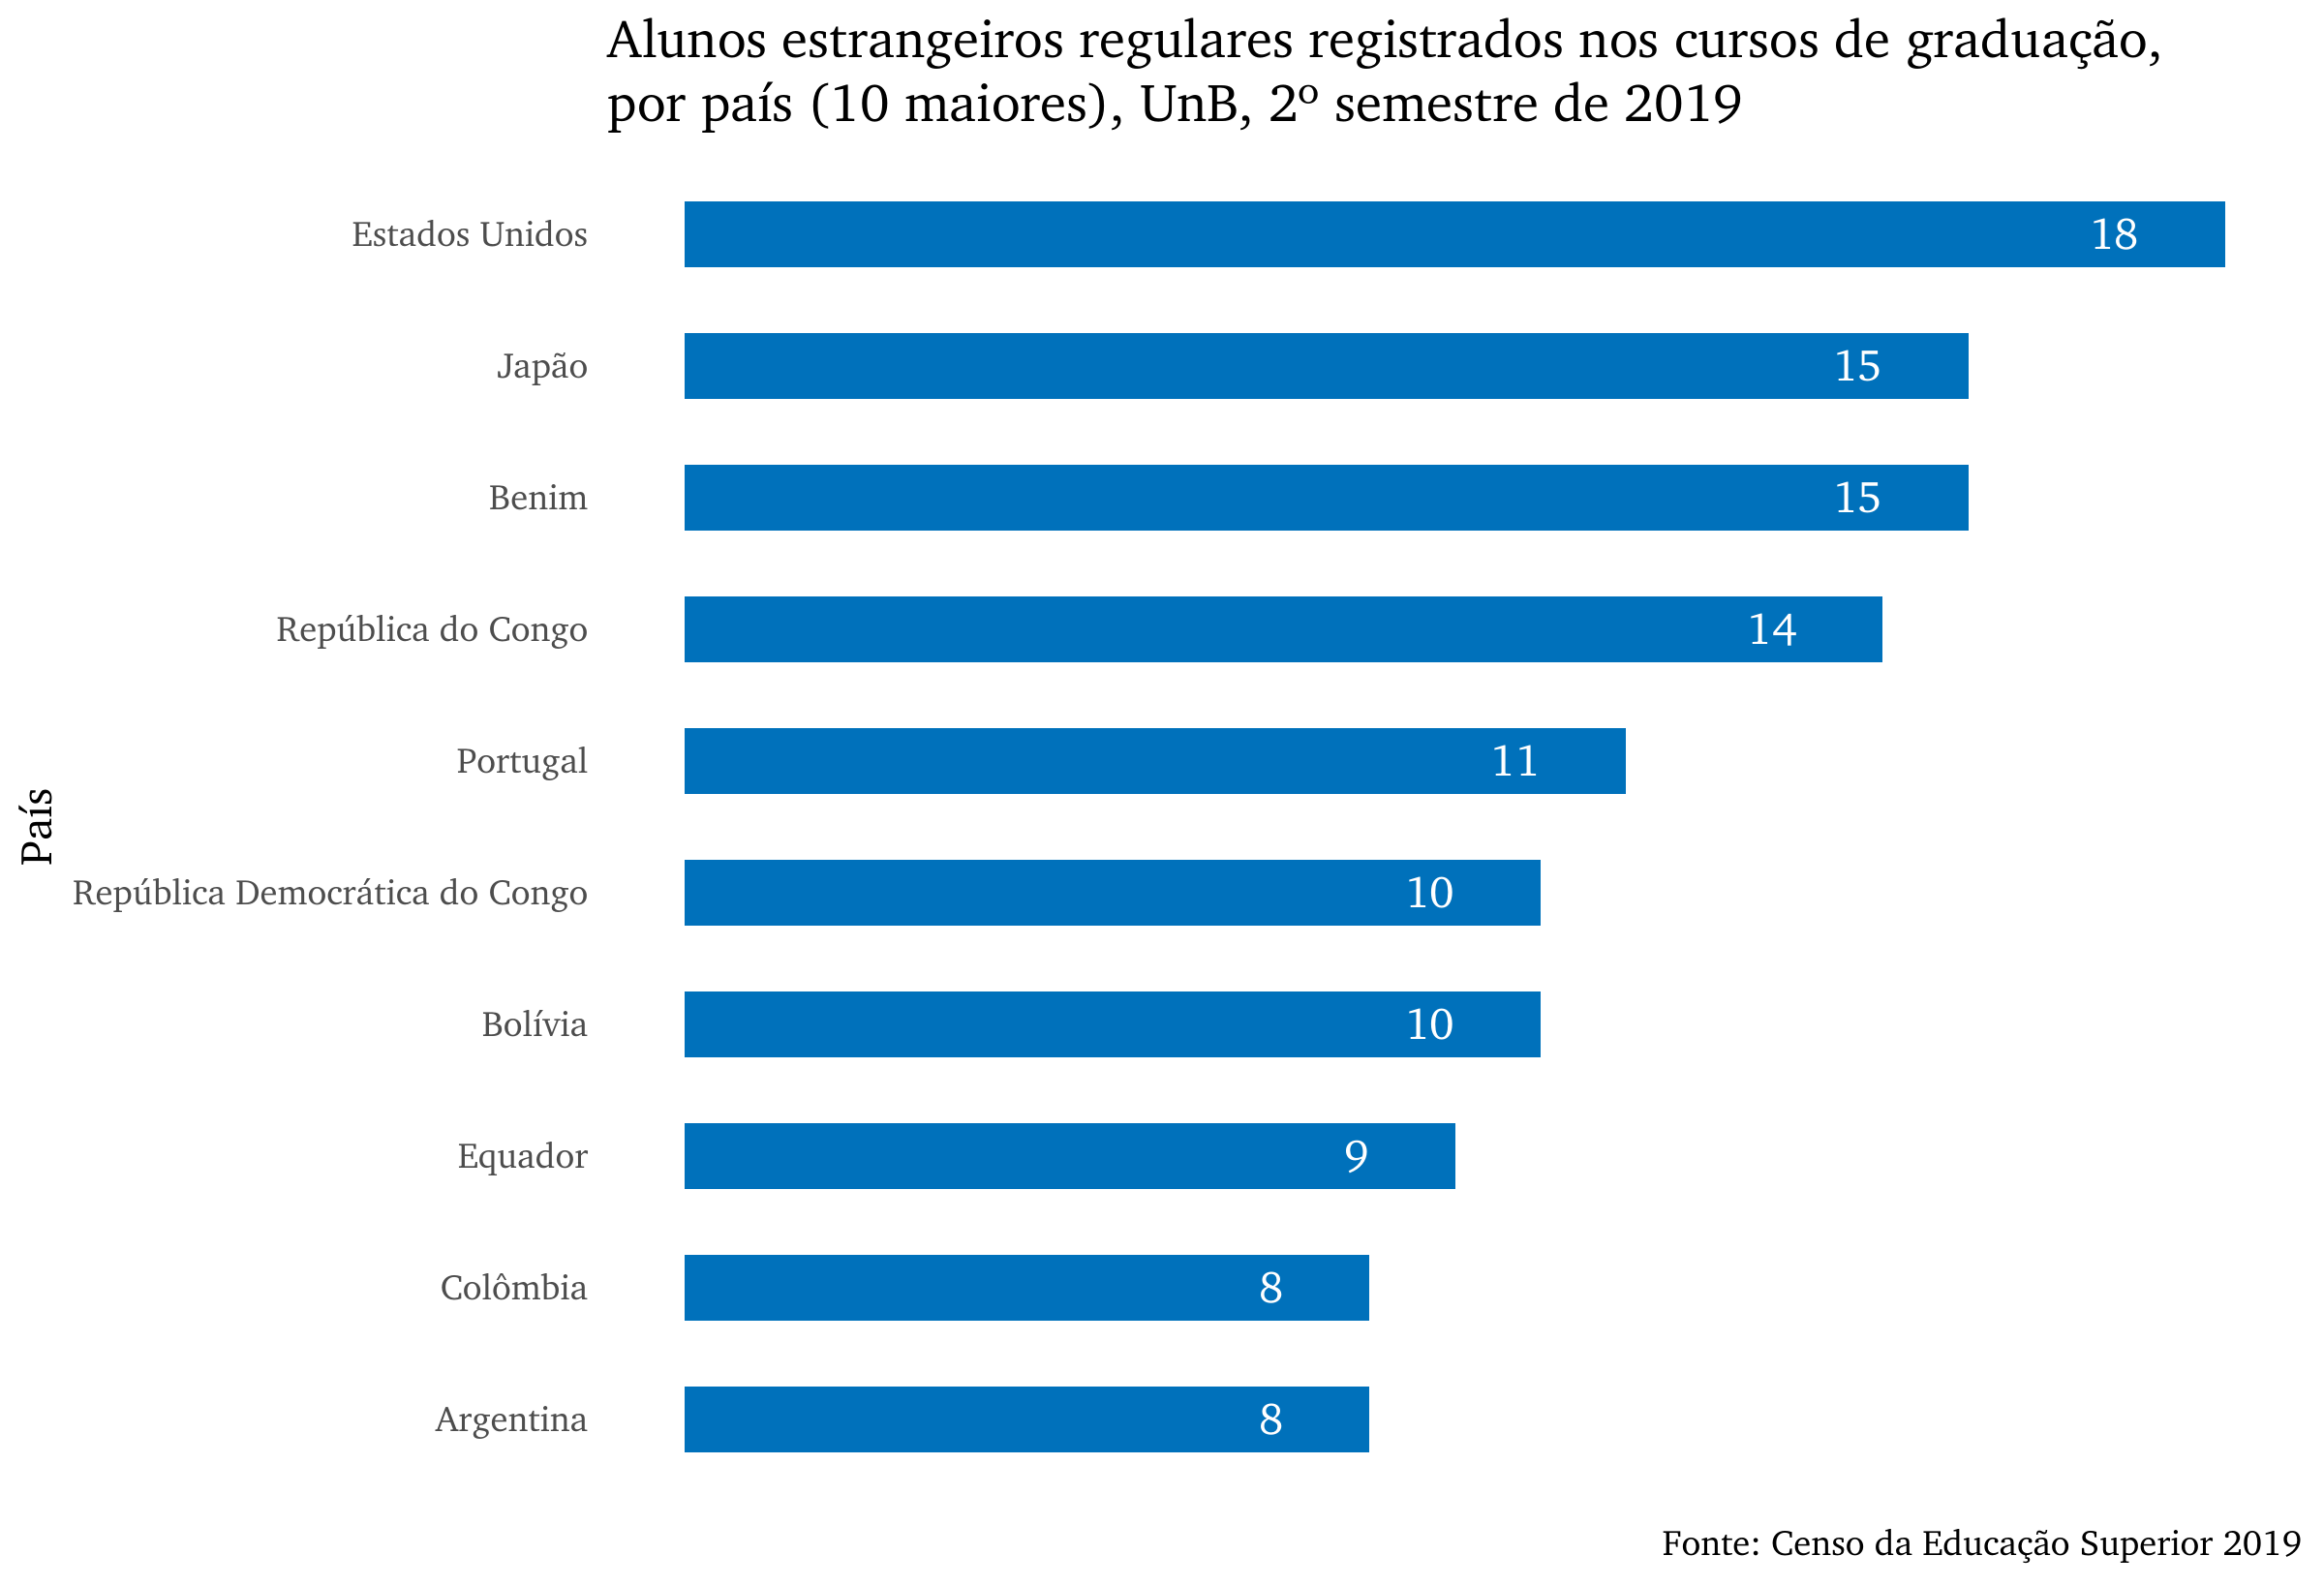 Alunos estrangeiros regulares registrados nos cursos de graduação,
por país (10 maiores), UnB, 2º semestre de 2019
Estados Unidos 18
Japão 15
Benim 15
República do Congo 14
Portugal 11
País
República Democrática do Congo 10
Bolívia 10
Equador 9
Colômbia 8
Argentina 8
Fonte: Censo da Educação Superior 2019